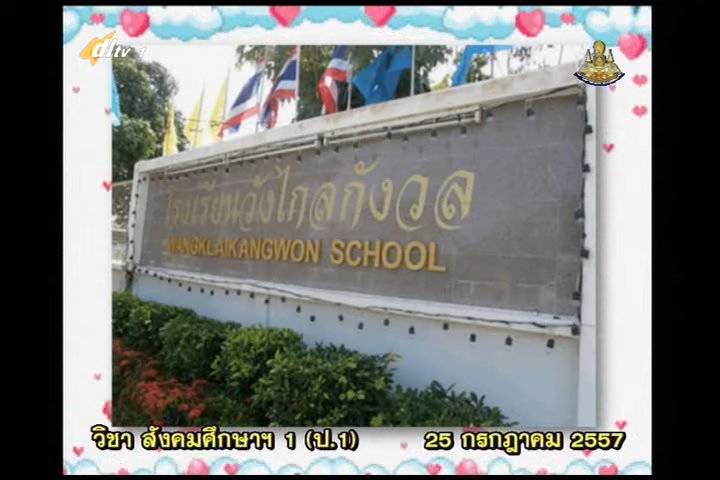 dltv 1
โรงเรียนวังไกลกังวล
WANGKLAIKANGWON SCHOOL
วิชา สังคมศึกษาฯ 1 (ป.1)
25 กรกฎาคม 2557